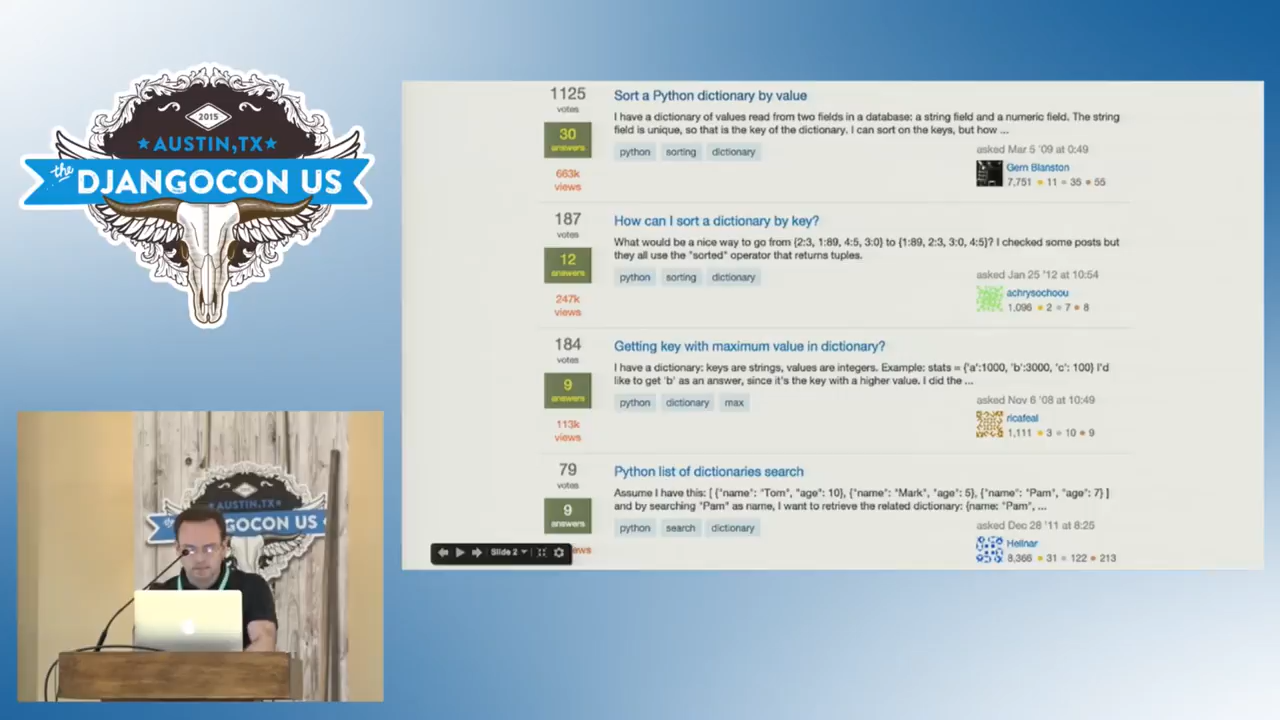 2015
★AUSTIN,TX★
the
DJANGOCON US
1125
votes
30
answers
663k
views
Sort a Python dictionary by value
I have a dictionary of values read from two fields in a database: a string field and a numeric field. The string
field is unique, so that is the key of the dictionary. I can sort on the keys, but how ...
python sorting dictionary
asked Mar 5 '09 at 0:49
Gern Blanston
7,751 11 35 55
187
votes
12
answers
247k
views
How can I sort a dictionary by key?
What would be a nice way to go from {2:3, 1:89, 4:5, 3:0} to {1:89, 2:3, 3:0, 4:5}? I checked some posts but
they all use the "sorted" operator that returns tuples.
python sorting dictionary
asked Jan 25 '12 at 10:54
achrysochoou
1,096 2 7 8
184
votes
9
answers
113k
views
Getting key with maximum value in dictionary?
I have a dictionary: keys are strings, values are integers. Example: stats = {'a':1000, 'b':3000, 'c': 100} I'd
like to get 'b' as an answer, since it's the key with a higher value. I did the ...
python dictionary max
asked Nov 6 '08 at 10:49
ricafeal
1,111 3 10 9
79
votes
9
answers
ews
Python list of dictionaries search
Assume I have this: [ {"name": "Tom", "age": 10}, {"name": "Mark", "age": 5}, {"name": "Pam", "age": 7} ]
and by searching "Pam" as name, I want to retrieve the related dictionary: {name: "Pam", ...
python search dictionary
asked Dec 28 '11 at 8:25
Hellnar
8,366 31 122 213
Slide 2
AUSTIN,TX
DJANGOCON US